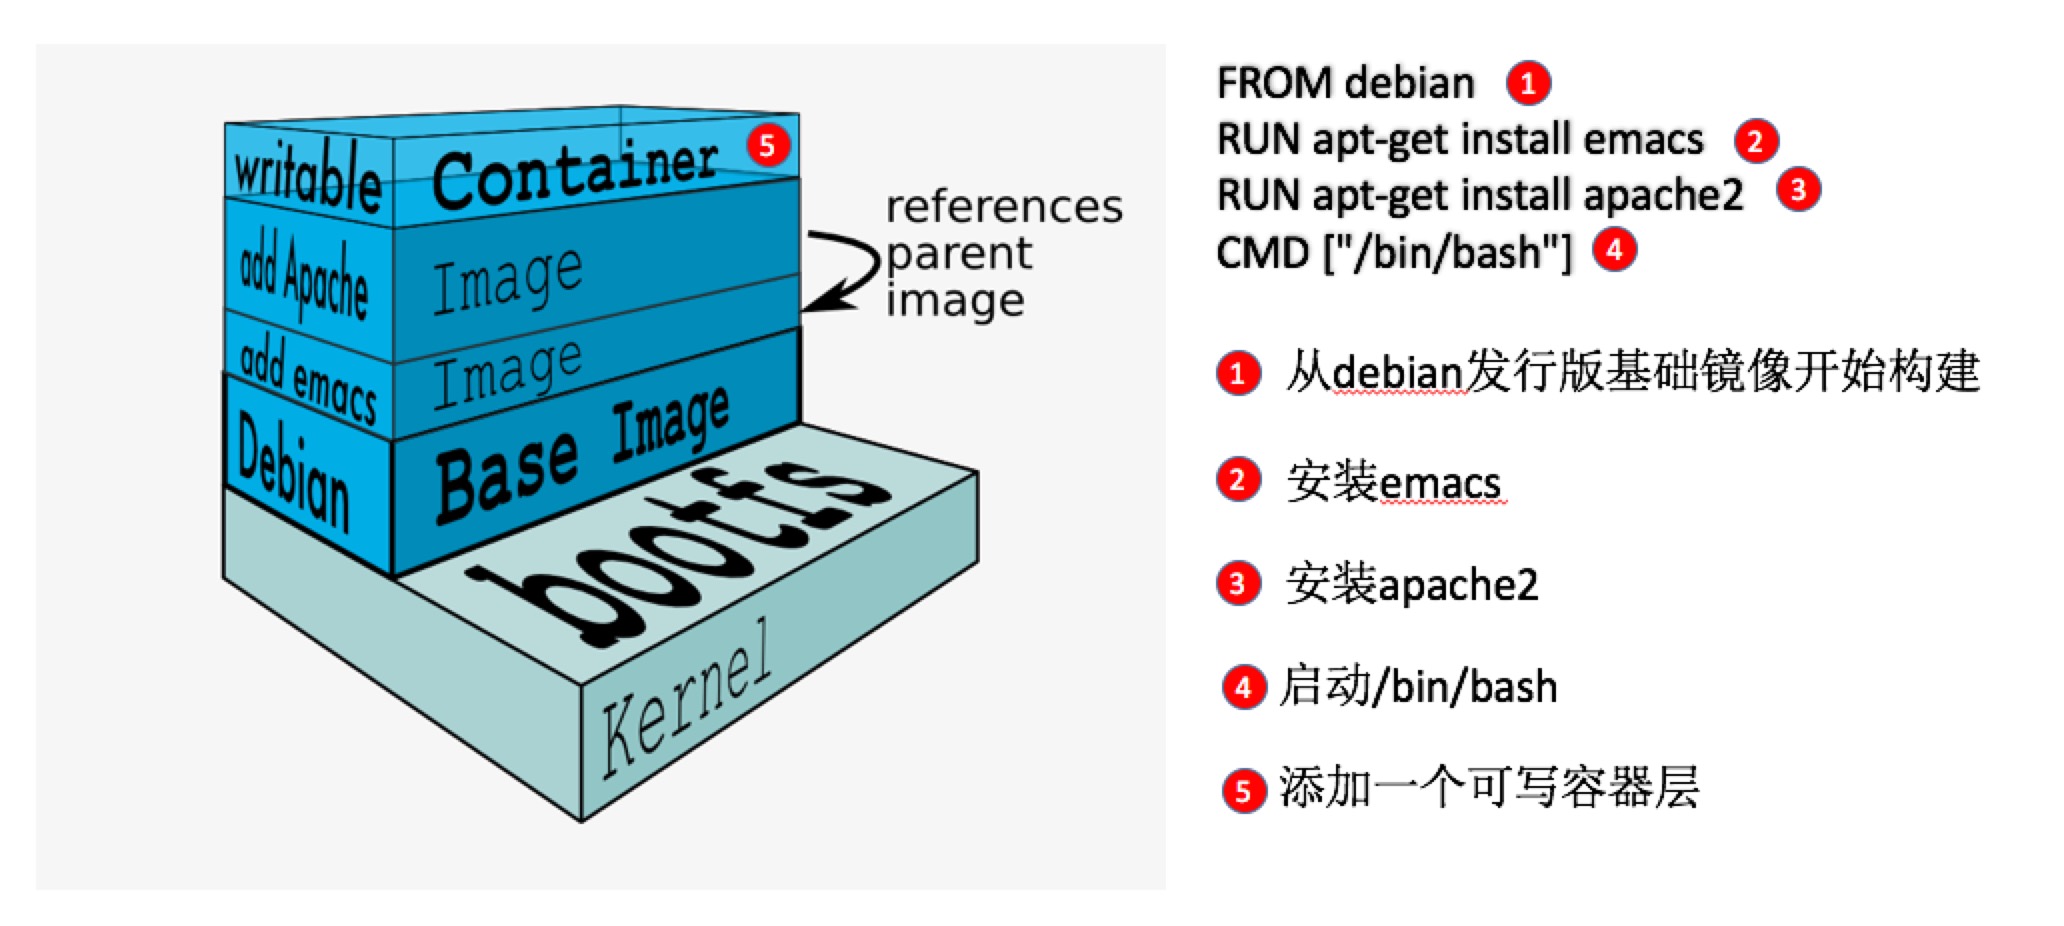 writable Container 5
add Apache Image
add emacs Image
Debian Base Image
bootfs
Kernel
references
parent
image
FROM debian 1
RUN apt-get install emacs 2
RUN apt-get install apache2 3
CMD ["/bin/bash"] 4
1 从debian发行版基础镜像开始构建
2 安装emacs
3 安装apache2
4 启动/bin/bash
5 添加一个可写容器层